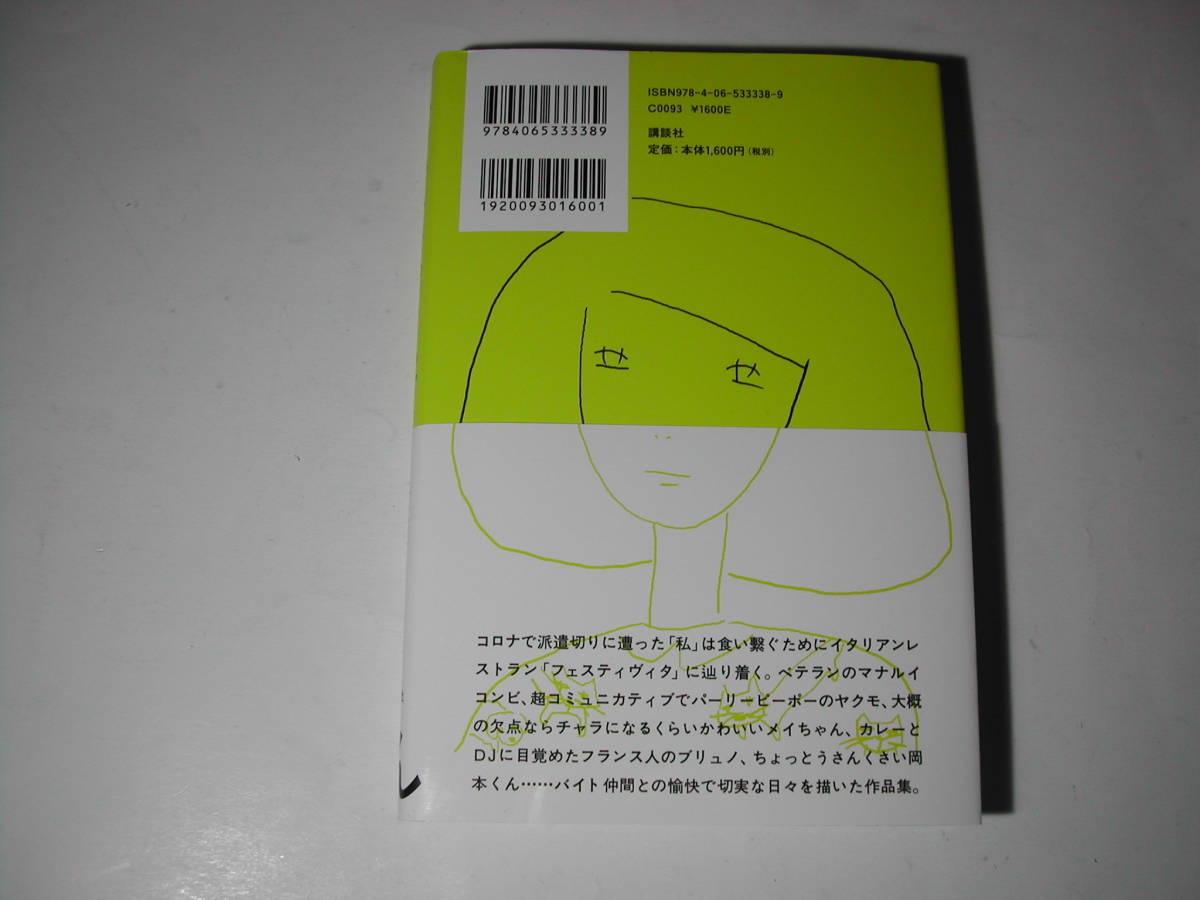 9784065333389
1920093016001
ISBN978-4-06-533338-9
C0093 ¥1600E
講談社
定価：本体1,600円（税別）
コロナで派遣切りに遭った「私」は食い繋ぐためにイタリアンレ
ストラン「フェスティヴィタ」に辿り着く。ベテランのマナルイ
コンビ、超コミュニカティブでパーリーピーポーのヤクモ、大概
の欠点ならチャラになるくらいかわいいメイちゃん、カレーと
DJに目覚めたフランス人のブリュノ、ちょっとうさんくさい岡
本くん……バイト仲間との愉快で切実な日々を描いた作品集。